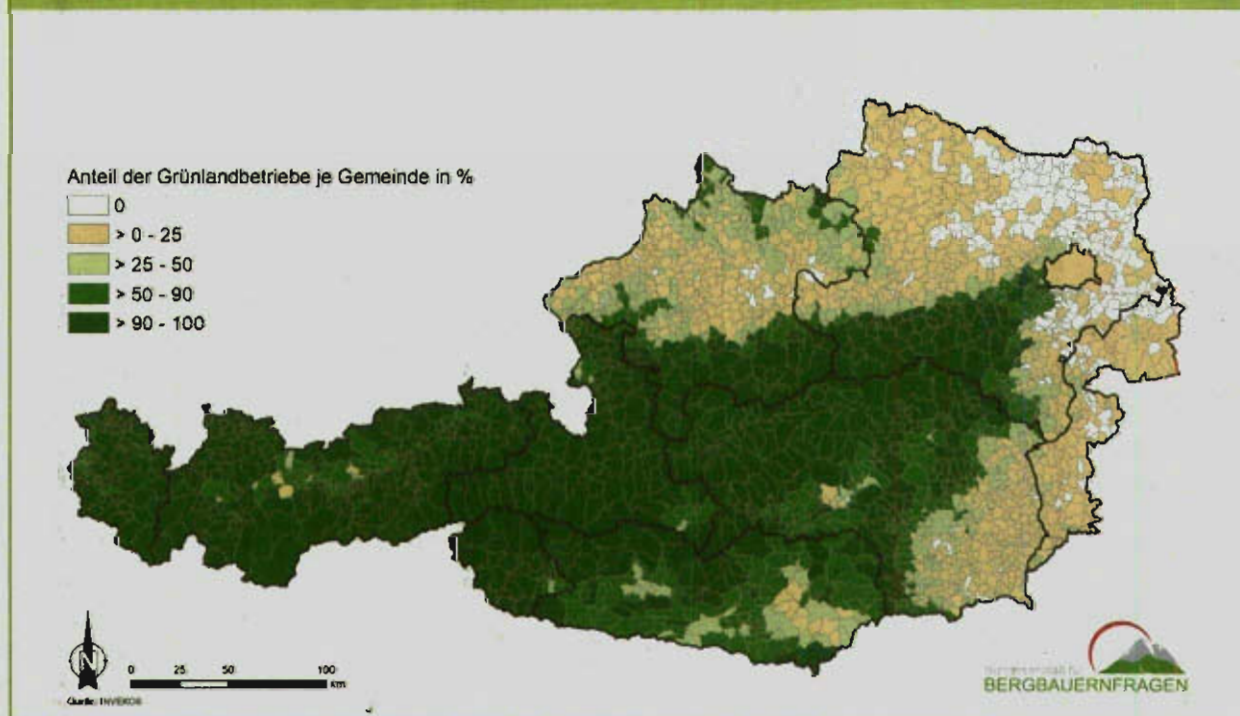 Anteil der Grünlandbetriebe je Gemeinde in %
0
> 0 - 25
> 25 - 50
> 50 - 90
> 90 - 100
N
0 25 50 100
km
Quelle: INVEKOS
BERGBAUERNFRAGEN